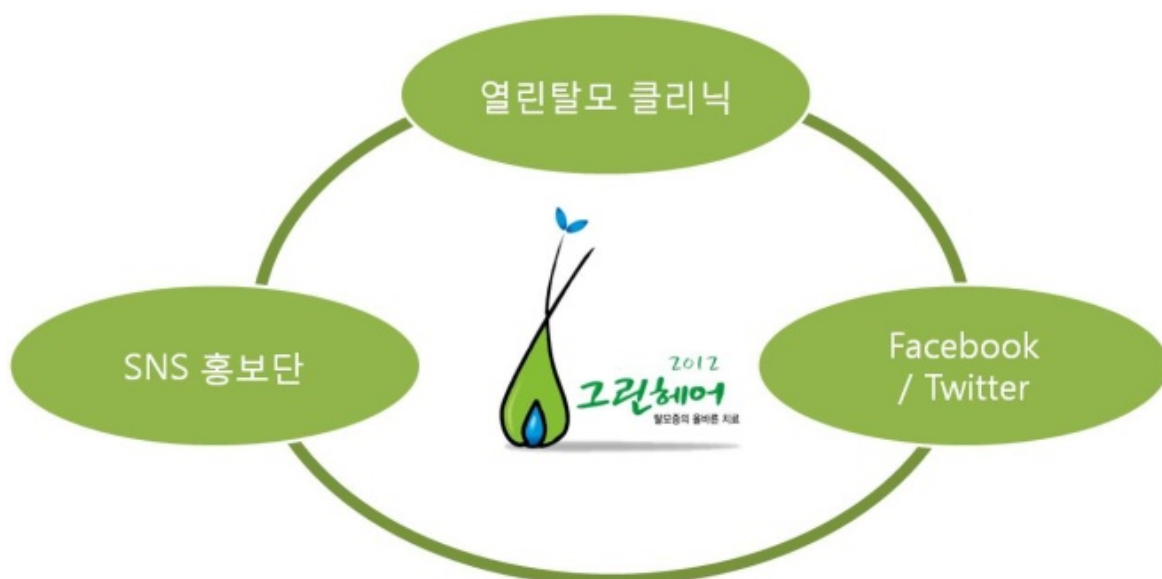 열린탈모 클리닉
SNS 홍보단
Facebook
/ Twitter
2012
그린헤어
탈모증의 올바른 치료